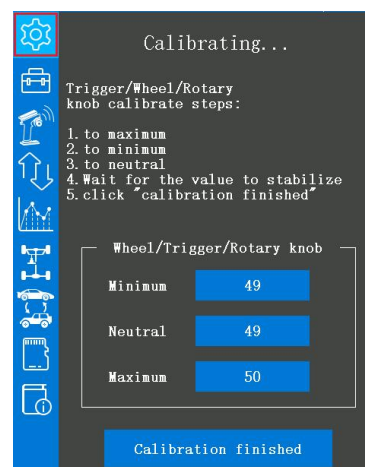 Calibrating...
Trigger/Wheel/Rotary
knob calibrate steps:
1.to maximum
2.to minimum
3.to neutral
4.Wait for the value to stabilize
5.click "calibration finished"
Wheel/Trigger/Rotary knob
Minimum 49
Neutral 49
Maximum 50
Calibration finished